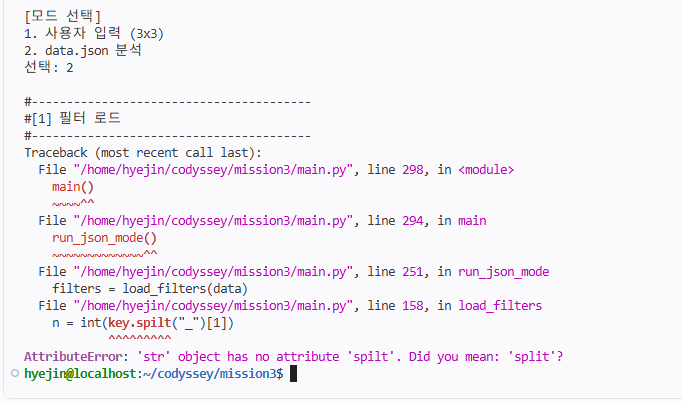 [모드 선택]
1. 사용자 입력 (3x3)
2. data.json 분석
선택: 2
#----------------------------------------
#[1] 필터 로드
#----------------------------------------
Traceback (most recent call last):
  File "/home/hyejin/codyssey/mission3/main.py", line 298, in <module>
    main()
    ~~~~^^
  File "/home/hyejin/codyssey/mission3/main.py", line 294, in main
    run_json_mode()
    ~~~~~~~~~~~~~^^
  File "/home/hyejin/codyssey/mission3/main.py", line 251, in run_json_mode
    filters = load_filters(data)
  File "/home/hyejin/codyssey/mission3/main.py", line 158, in load_filters
    n = int(key.spilt("_")[1])
            ^^^^^^^^^
AttributeError: 'str' object has no attribute 'spilt'. Did you mean: 'split'?
hyejin@localhost:~/codyssey/mission3$